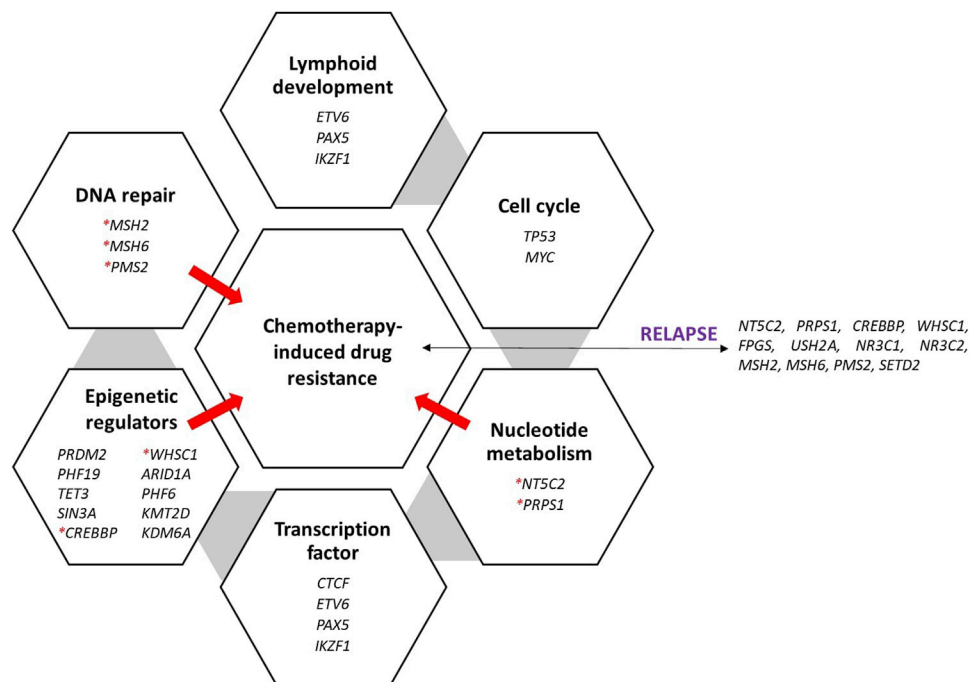 Lymphoid
development
ETV6
PAX5
IKZF1
DNA repair
*MSH2
*MSH6
*PMS2
Cell cycle
TP53
MYC
Chemotherapy-
induced drug
resistance
RELAPSE
NT5C2, PRPS1, CREBBP, WHSC1,
FPGS, USH2A, NR3C1, NR3C2,
MSH2, MSH6, PMS2, SETD2
Epigenetic
regulators
PRDM2 *WHSC1
PHF19 ARID1A
TET3 PHF6
SIN3A KMT2D
*CREBBP KDM6A
Nucleotide
metabolism
*NT5C2
*PRPS1
Transcription
factor
CTCF
ETV6
PAX5
IKZF1